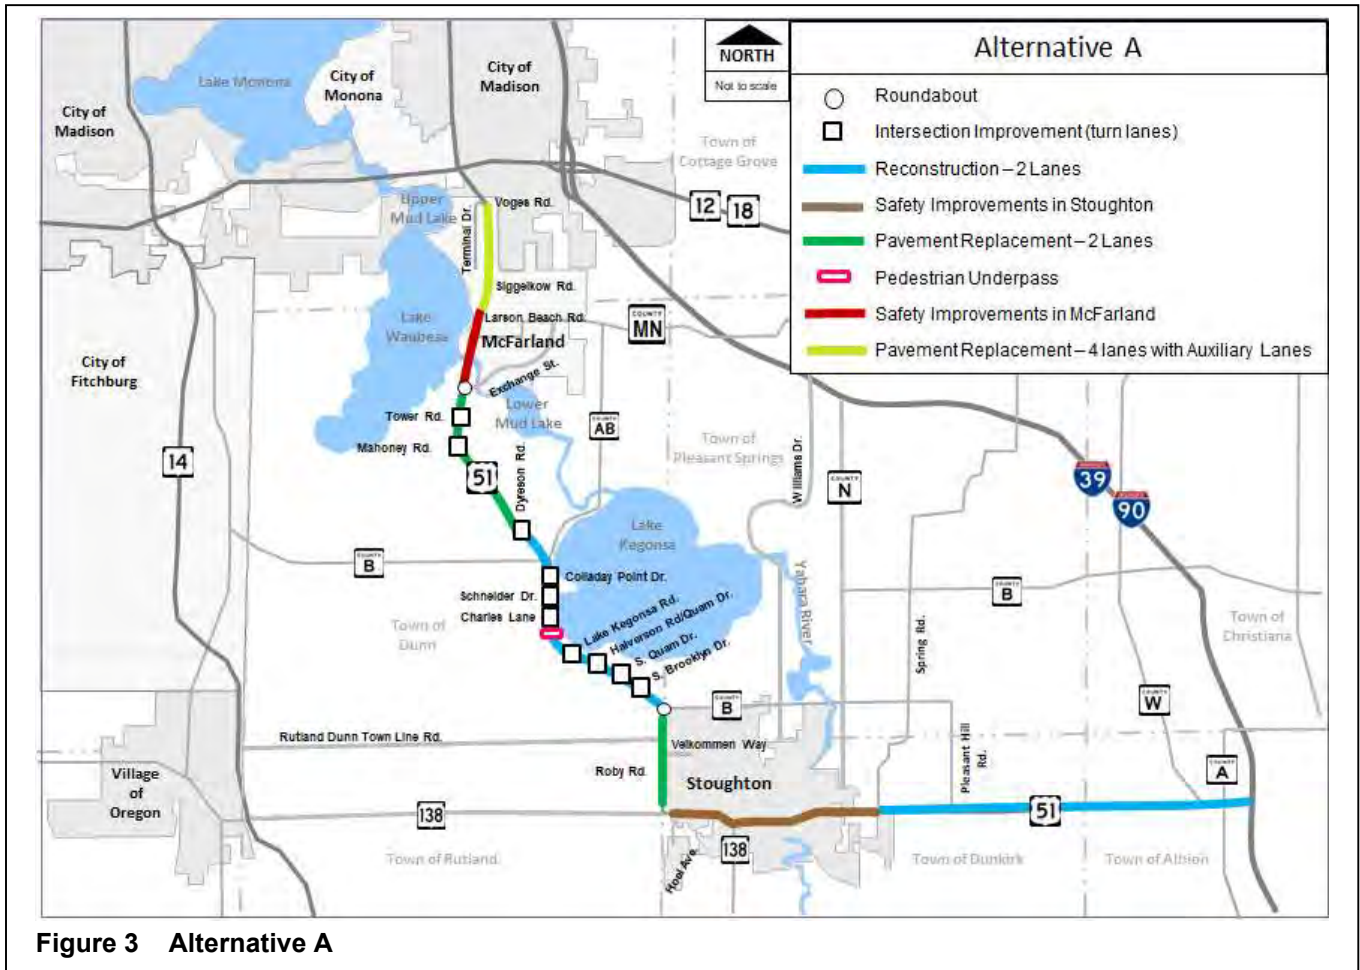 Lake Monona
City of
Monona
City of
Madison
City of
Madison
NORTH
Not to scale
Alternative A
Roundabout
Intersection Improvement (turn lanes)
Reconstruction – 2 Lanes
Safety Improvements in Stoughton
Pavement Replacement – 2 Lanes
Pedestrian Underpass
Safety Improvements in McFarland
Pavement Replacement – 4 lanes with Auxiliary Lanes
Town of
Cottage Grove
12
18
Upper
Mud Lake
Voges Rd.
Terminal Dr.
Siggelkow Rd.
Larson Beach Rd.
McFarland
COUNTY
MN
Lake
Waubesa
City of
Fitchburg
Exchange St.
Lower
Mud Lake
Tower Rd.
Mahoney Rd.
COUNTY
AB
Town of
Pleasant Springs
Williams Dr.
14
51
Dyreson Rd.
COUNTY
N
39
90
Lake
Kegonsa
COUNTY
B
Colladay Point Dr.
Schneider Dr.
Charles Lane
Lake Kegonsa Rd.
Halverson Rd/Quam Dr.
S. Quam Dr.
S. Brooklyn Dr.
Yahara River
COUNTY
B
Spring Rd.
Town of
Dunn
Town of
Christiana
COUNTY
B
COUNTY
W
Rutland Dunn Town Line Rd.
Velkommen Way
Pleasant Hill
Rd.
Roby Rd.
Stoughton
COUNTY
A
Village
of
Oregon
138
51
138
Hoel Ave.
Town of Rutland
Town of Dunkirk
Town of Albion
Figure 3 Alternative A